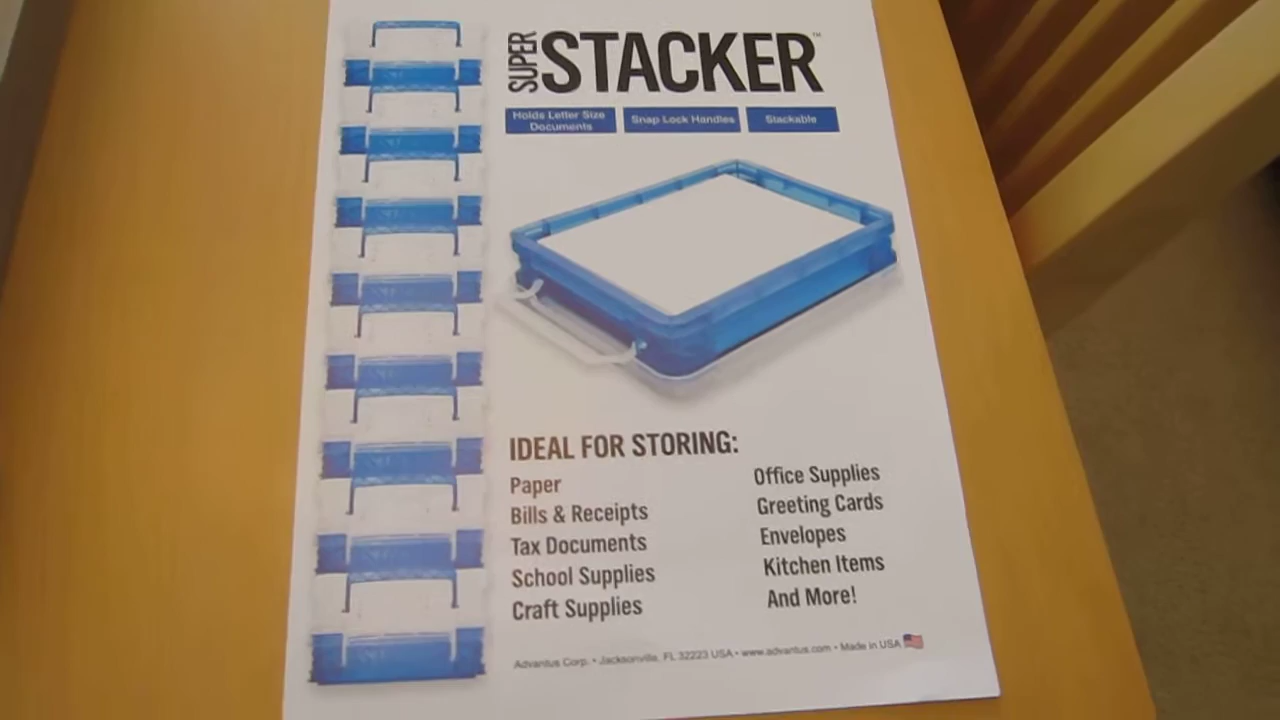 SUPER STACKER™
Holds Letter Size
Documents
Snap Lock Handles
Stackable
IDEAL FOR STORING:
Paper
Bills & Receipts
Tax Documents
School Supplies
Craft Supplies
Office Supplies
Greeting Cards
Envelopes
Kitchen Items
And More!
Advantus Corp. • Jacksonville, FL 32223 USA • www.advantus.com • Made in USA